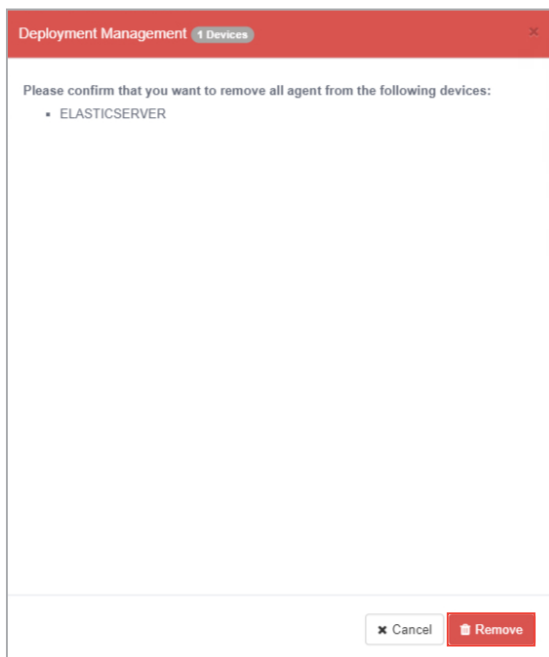 Deployment Management 1 Devices ×
Please confirm that you want to remove all agent from the following devices:
• ELASTICSERVER
✖ Cancel Remove